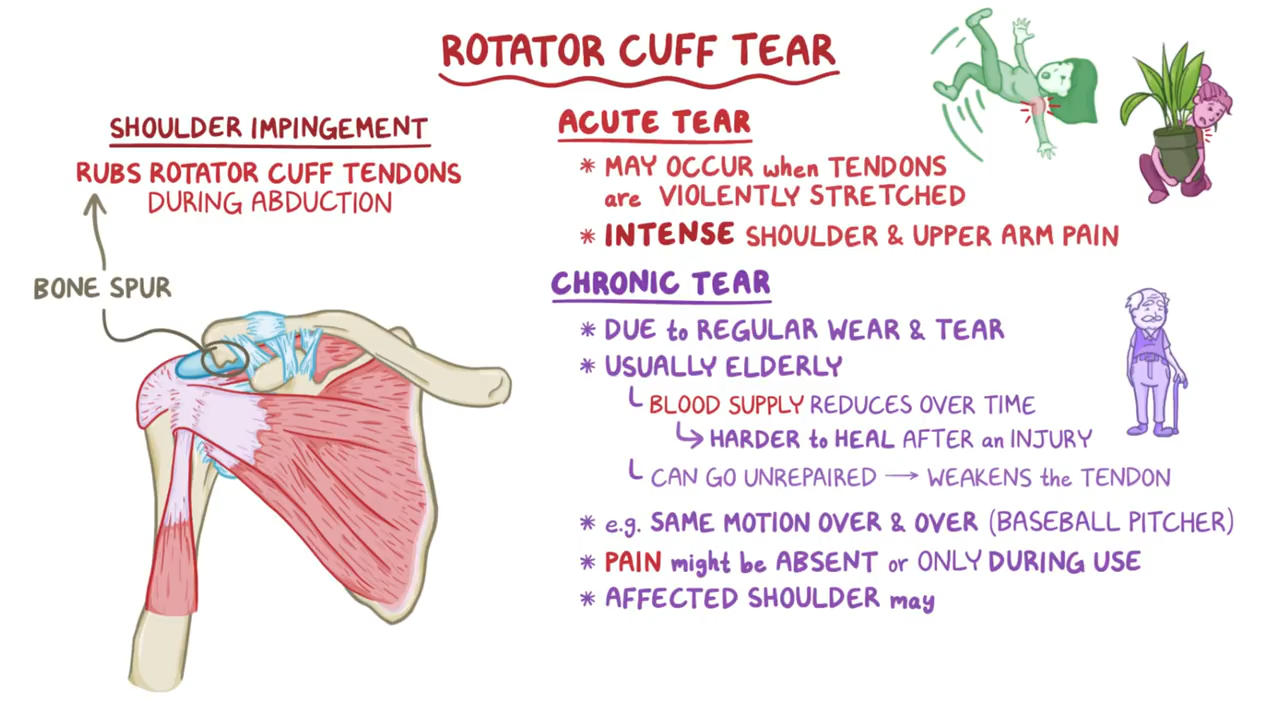 ROTATOR CUFF TEAR
SHOULDER IMPINGEMENT
RUBS ROTATOR CUFF TENDONS
DURING ABDUCTION
BONE SPUR
ACUTE TEAR
* MAY OCCUR when TENDONS
are VIOLENTLY STRETCHED
* INTENSE SHOULDER & UPPER ARM PAIN
CHRONIC TEAR
* DUE to REGULAR WEAR & TEAR
* USUALLY ELDERLY
BLOOD SUPPLY REDUCES OVER TIME
↳ HARDER to HEAL AFTER an INJURY
CAN GO UNREPAIRED → WEAKENS the TENDON
* e.g. SAME MOTION OVER & OVER (BASEBALL PITCHER)
* PAIN might be ABSENT or ONLY DURING USE
* AFFECTED SHOULDER may